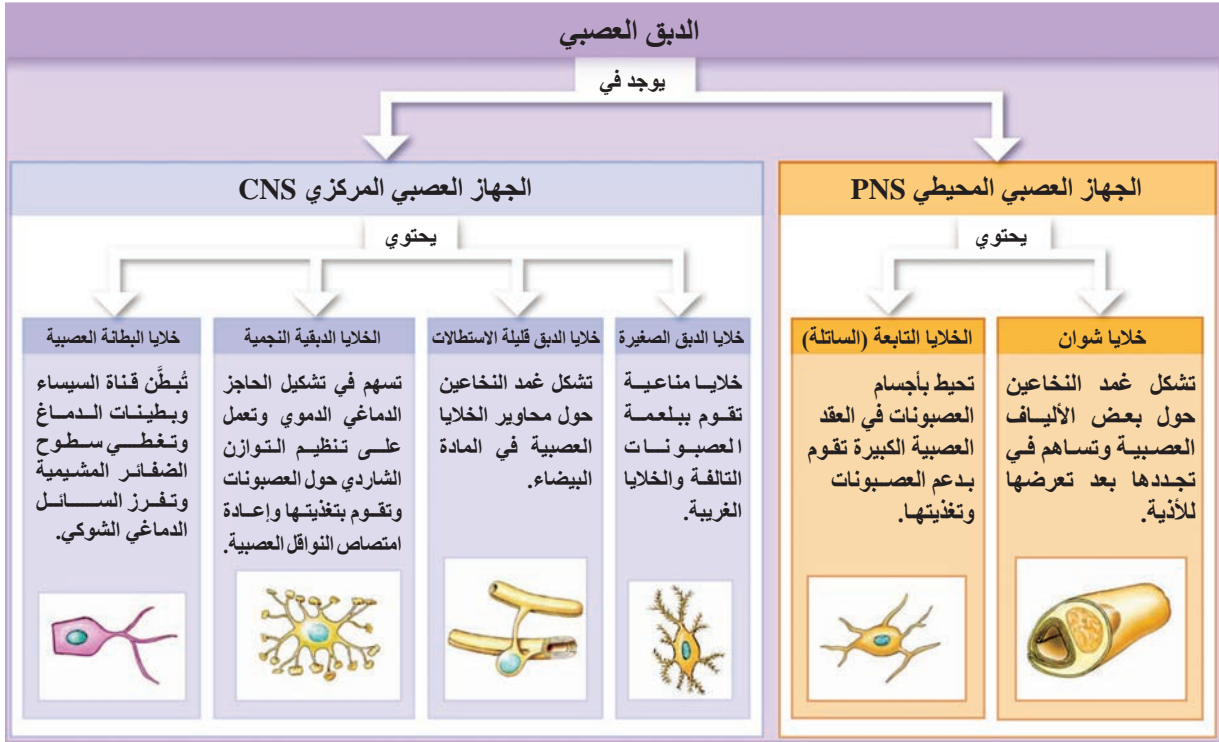 الدبق العصبي
يوجد في
الجهاز العصبي المحيطي PNS
يحتوي
خلايا شوان
تشكل غمد النخاعين
حول بعض الألياف
العصبية وتساهم في
تجددها بعد تعرضها
للأذية.
الخلايا التابعة (الساتلة)
تحيط بأجسام
العصبونات في العقد
العصبية الكبيرة تقوم
بدعم العصبونات
وتغذيتها.
الجهاز العصبي المركزي CNS
يحتوي
خلايا الدبق الصغيرة
خلايا مناعية
تقوم ببلعمة
العصبونات
التالفة والخلايا
الغريبة.
خلايا الدبق قليلة الاستطالات
تشكل غمد النخاعين
حول محاوير الخلايا
العصبية في المادة
البيضاء.
الخلايا الدبقية النجمية
تسهم في تشكيل الحاجز
الدماغي الدموي وتعمل
على تنظيم التوازن
الشاردي حول العصبونات
وتقوم بتغذيتها وإعادة
امتصاص النواقل العصبية.
خلايا البطانة العصبية
تُبطَّن قناة السيساء
وبطينات الدماغ
وتغطي سطوح
الضفائر المشيمية
وتفرز السائل
الدماغي الشوكي.